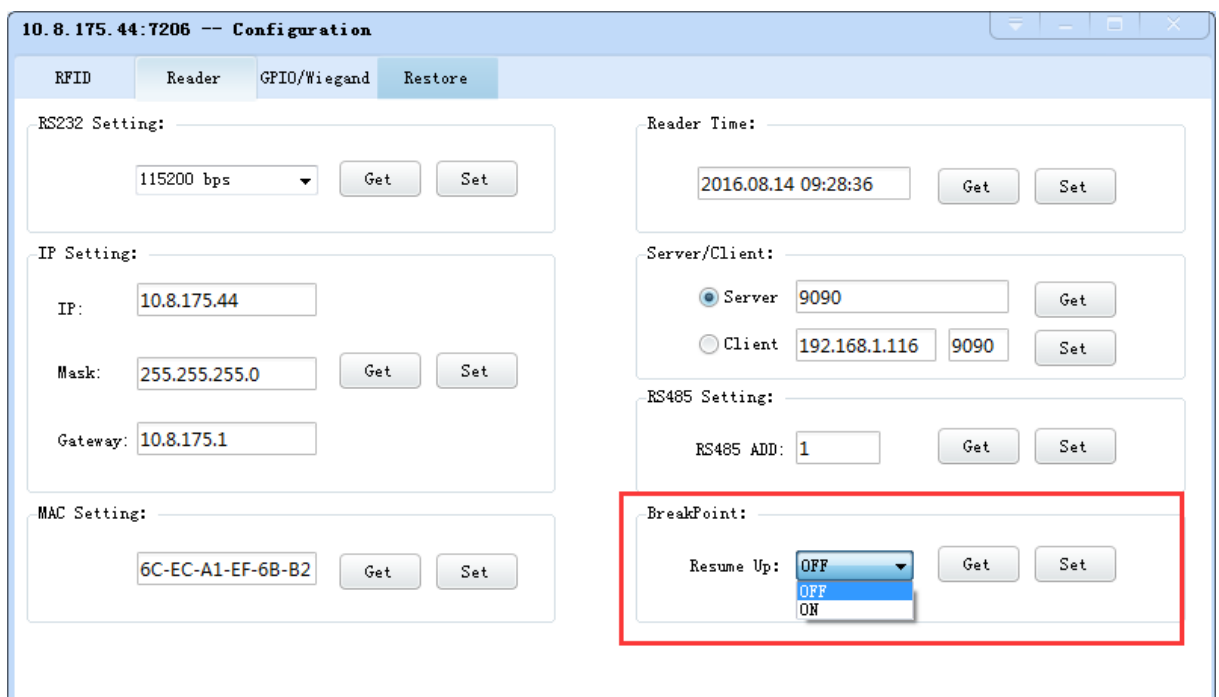 10.8.175.44:7206 -- Configuration
RFID Reader GPIO/Wiegand Restore
RS232 Setting:
115200 bps Get Set
IP Setting:
IP: 10.8.175.44
Mask: 255.255.255.0 Get Set
Gateway: 10.8.175.1
MAC Setting:
6C-EC-A1-EF-6B-B2 Get Set
Reader Time:
2016.08.14 09:28:36 Get Set
Server/Client:
Server 9090 Get
Client 192.168.1.116 9090 Set
RS485 Setting:
RS485 ADD: 1 Get Set
BreakPoint:
Resume Up: OFF Get Set
OFF
ON